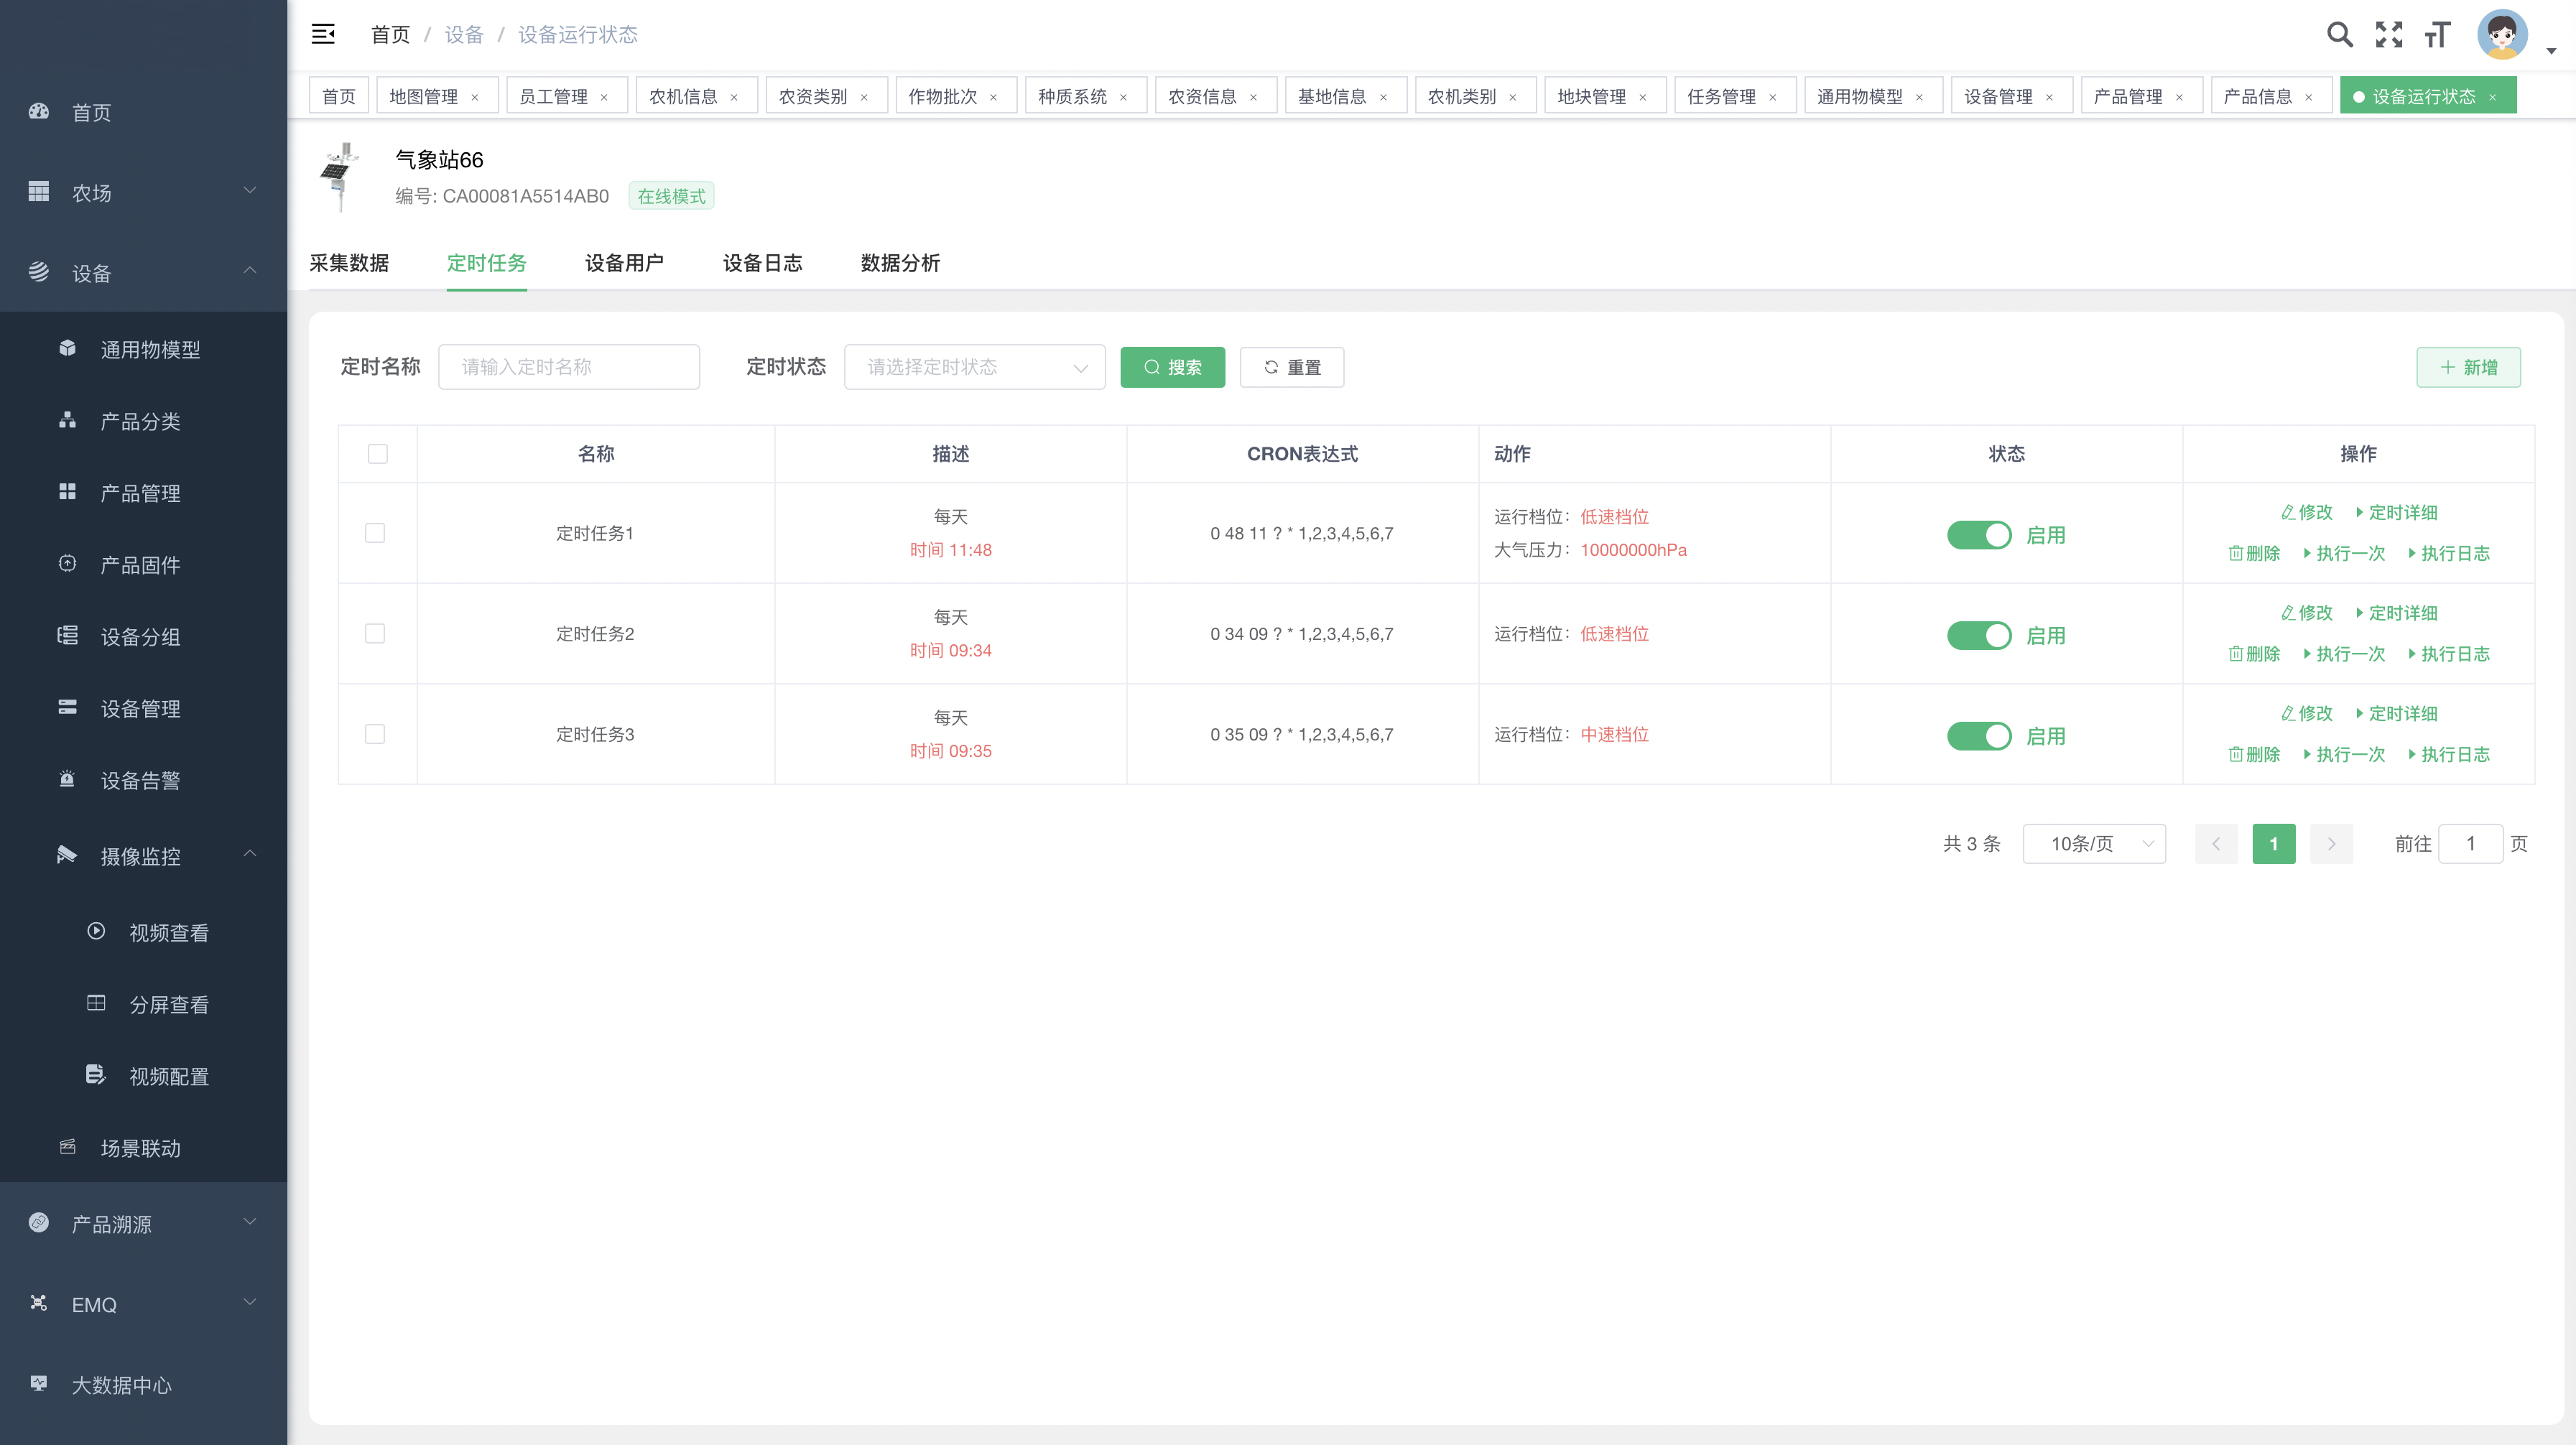 首页 / 设备 / 设备运行状态
首页 地图管理 × 员工管理 × 农机信息 × 农资类别 × 作物批次 × 种质系统 × 农资信息 × 基地信息 × 农机类别 × 地块管理 × 任务管理 × 通用物模型 × 设备管理 × 产品管理 × 产品信息 × 设备运行状态 ×
首页
农场
设备
通用物模型
产品分类
产品管理
产品固件
设备分组
设备管理
设备告警
摄像监控
视频查看
分屏查看
视频配置
场景联动
产品溯源
EMQ
大数据中心
气象站66
编号: CA00081A5514AB0 在线模式
采集数据 定时任务 设备用户 设备日志 数据分析
定时名称 请输入定时名称 定时状态 请选择定时状态 搜索 重置 新增
名称 描述 CRON表达式 动作 状态 操作
定时任务1
每天
时间 11:48
0 48 11 ? * 1,2,3,4,5,6,7
运行档位: 低速档位
大气压力: 10000000hPa
启用
修改 定时详细
删除 执行一次 执行日志
定时任务2
每天
时间 09:34
0 34 09 ? * 1,2,3,4,5,6,7
运行档位: 低速档位
启用
修改 定时详细
删除 执行一次 执行日志
定时任务3
每天
时间 09:35
0 35 09 ? * 1,2,3,4,5,6,7
运行档位: 中速档位
启用
修改 定时详细
删除 执行一次 执行日志
共 3 条 10条/页 1 前往 1 页